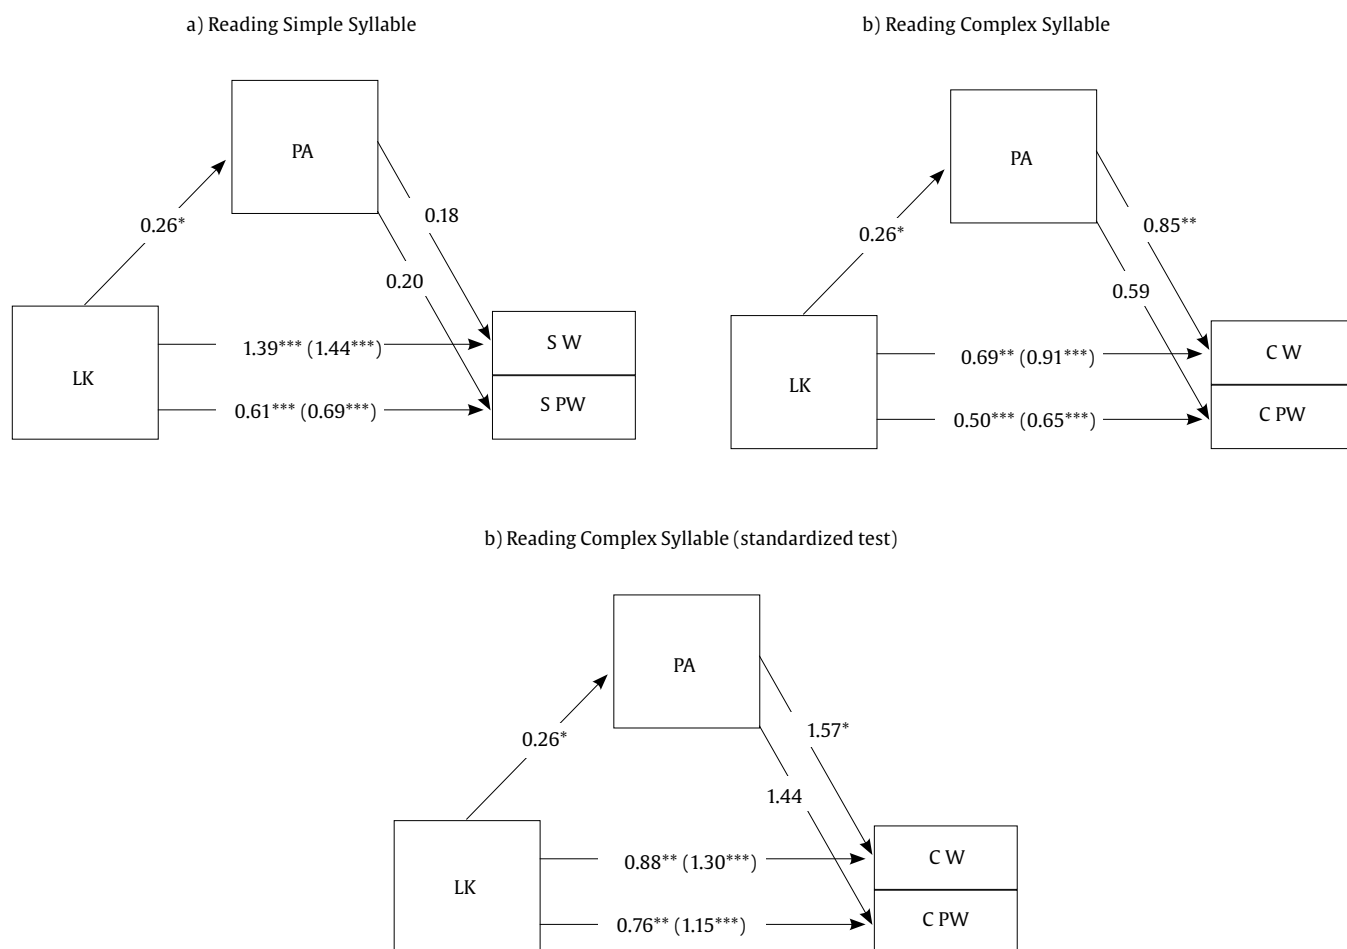 a) Reading Simple Syllable
PA
0.26*
0.18
0.20
LK
1.39*** (1.44***)
0.61*** (0.69***)
S W
S PW
b) Reading Complex Syllable
PA
0.26*
0.85**
0.59
LK
0.69** (0.91***)
0.50*** (0.65***)
C W
C PW
b) Reading Complex Syllable (standardized test)
PA
0.26*
1.57*
1.44
LK
0.88** (1.30***)
0.76** (1.15***)
C W
C PW